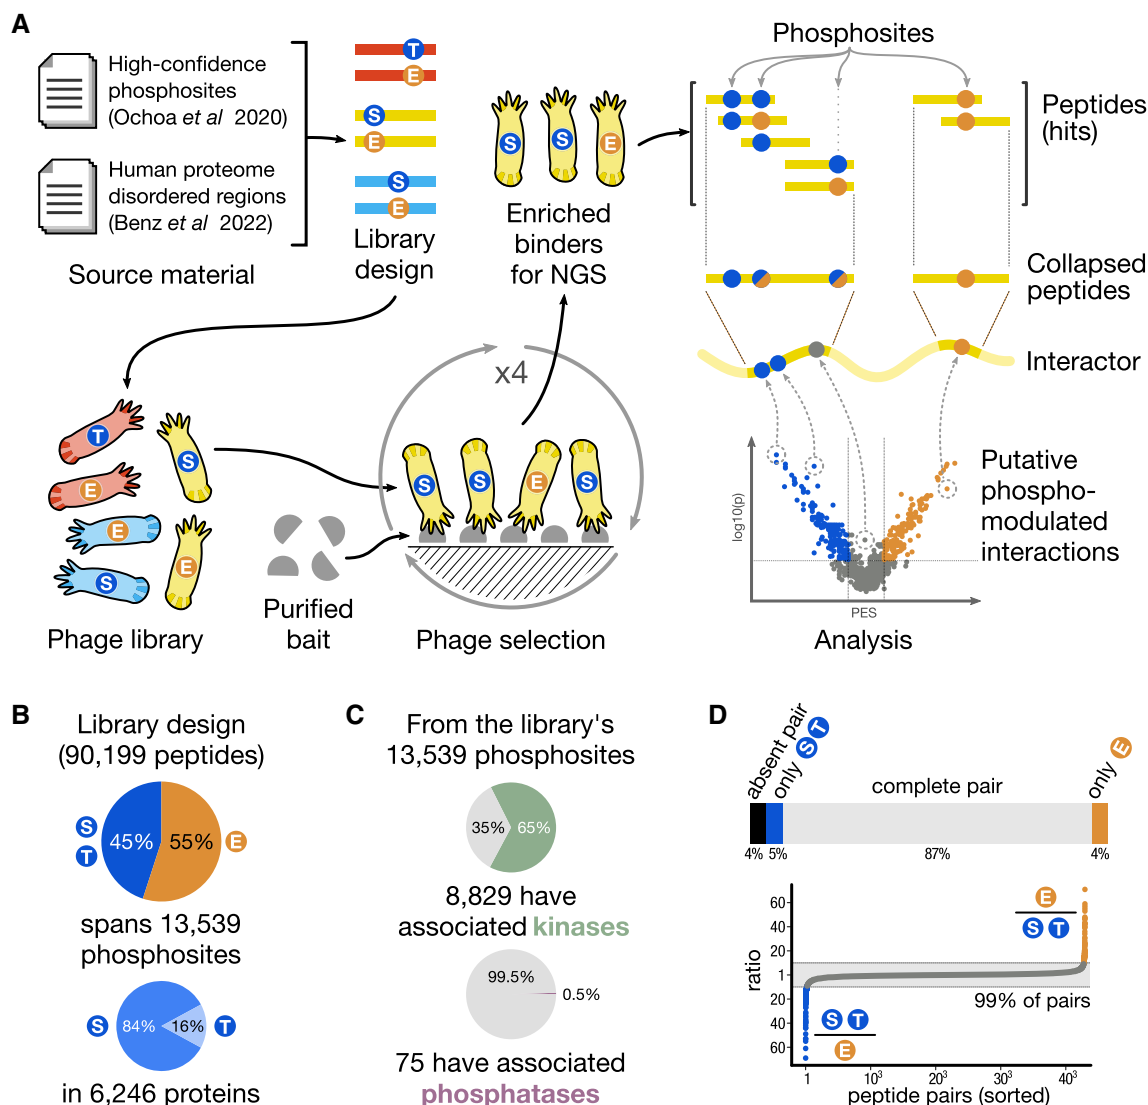 A
High-confidence
phosphosites
(Ochoa et al 2020)
Human proteome
disordered regions
(Benz et al 2022)
Source material
T
E
S
E
S
E
Library
design
S
S
E
Enriched
binders
for NGS
Phosphosites
Peptides
(hits)
Collapsed
peptides
Interactor
T
S
E
E
E
S
Phage library
Purified
bait
x4
S
S
E
S
Phage selection
log10(p)
PES
Analysis
Putative
phospho-
modulated
interactions
B
Library design
(90,199 peptides)
S
T
45%
55%
E
spans 13,539
phosphosites
S
84%
16%
T
in 6,246 proteins
C
From the library's
13,539 phosphosites
35%
65%
8,829 have
associated kinases
99.5%
0.5%
75 have associated
phosphatases
D
absent pair
only S T
complete pair
only E
4%
5%
87%
4%
ratio
60
40
20
1
20
40
60
E
S T
99% of pairs
S T
E
1
10³
20³
30³
40³
peptide pairs (sorted)